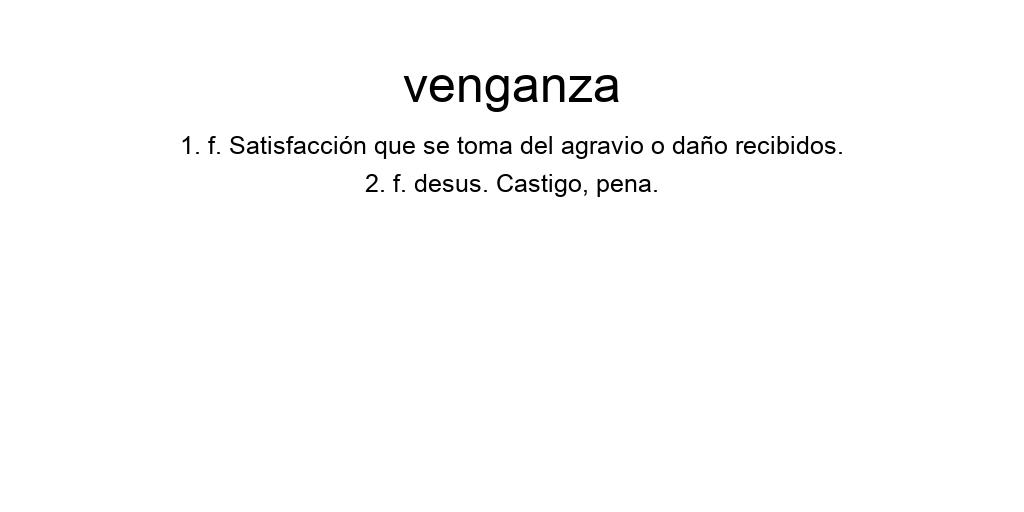 venganza
1. f. Satisfacción que se toma del agravio o daño recibidos.
2. f. desus. Castigo, pena.